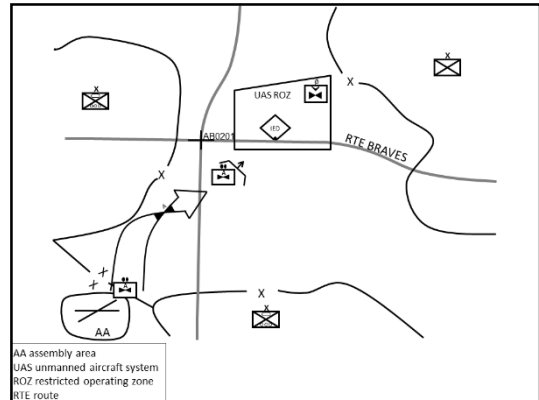 X
X
X
UAS ROZ
IED
AB0201
RTE BRAVES
X
A
X
X
X
AA
AA assembly area
UAS unmanned aircraft system
ROZ restricted operating zone
RTE route